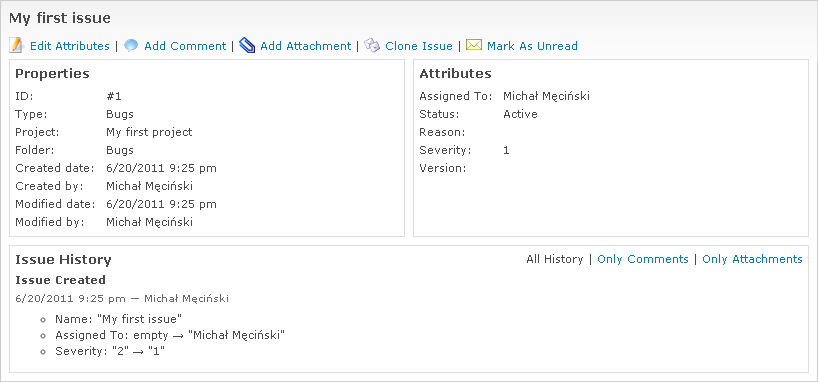 My first issue
Edit Attributes | Add Comment | Add Attachment | Clone Issue | Mark As Unread
Properties
ID: #1
Type: Bugs
Project: My first project
Folder: Bugs
Created date: 6/20/2011 9:25 pm
Created by: Michał Męciński
Modified date: 6/20/2011 9:25 pm
Modified by: Michał Męciński
Attributes
Assigned To: Michał Męciński
Status: Active
Reason:
Severity: 1
Version:
Issue History
All History | Only Comments | Only Attachments
Issue Created
6/20/2011 9:25 pm — Michał Męciński
Name: "My first issue"
Assigned To: empty → "Michał Męciński"
Severity: "2" → "1"